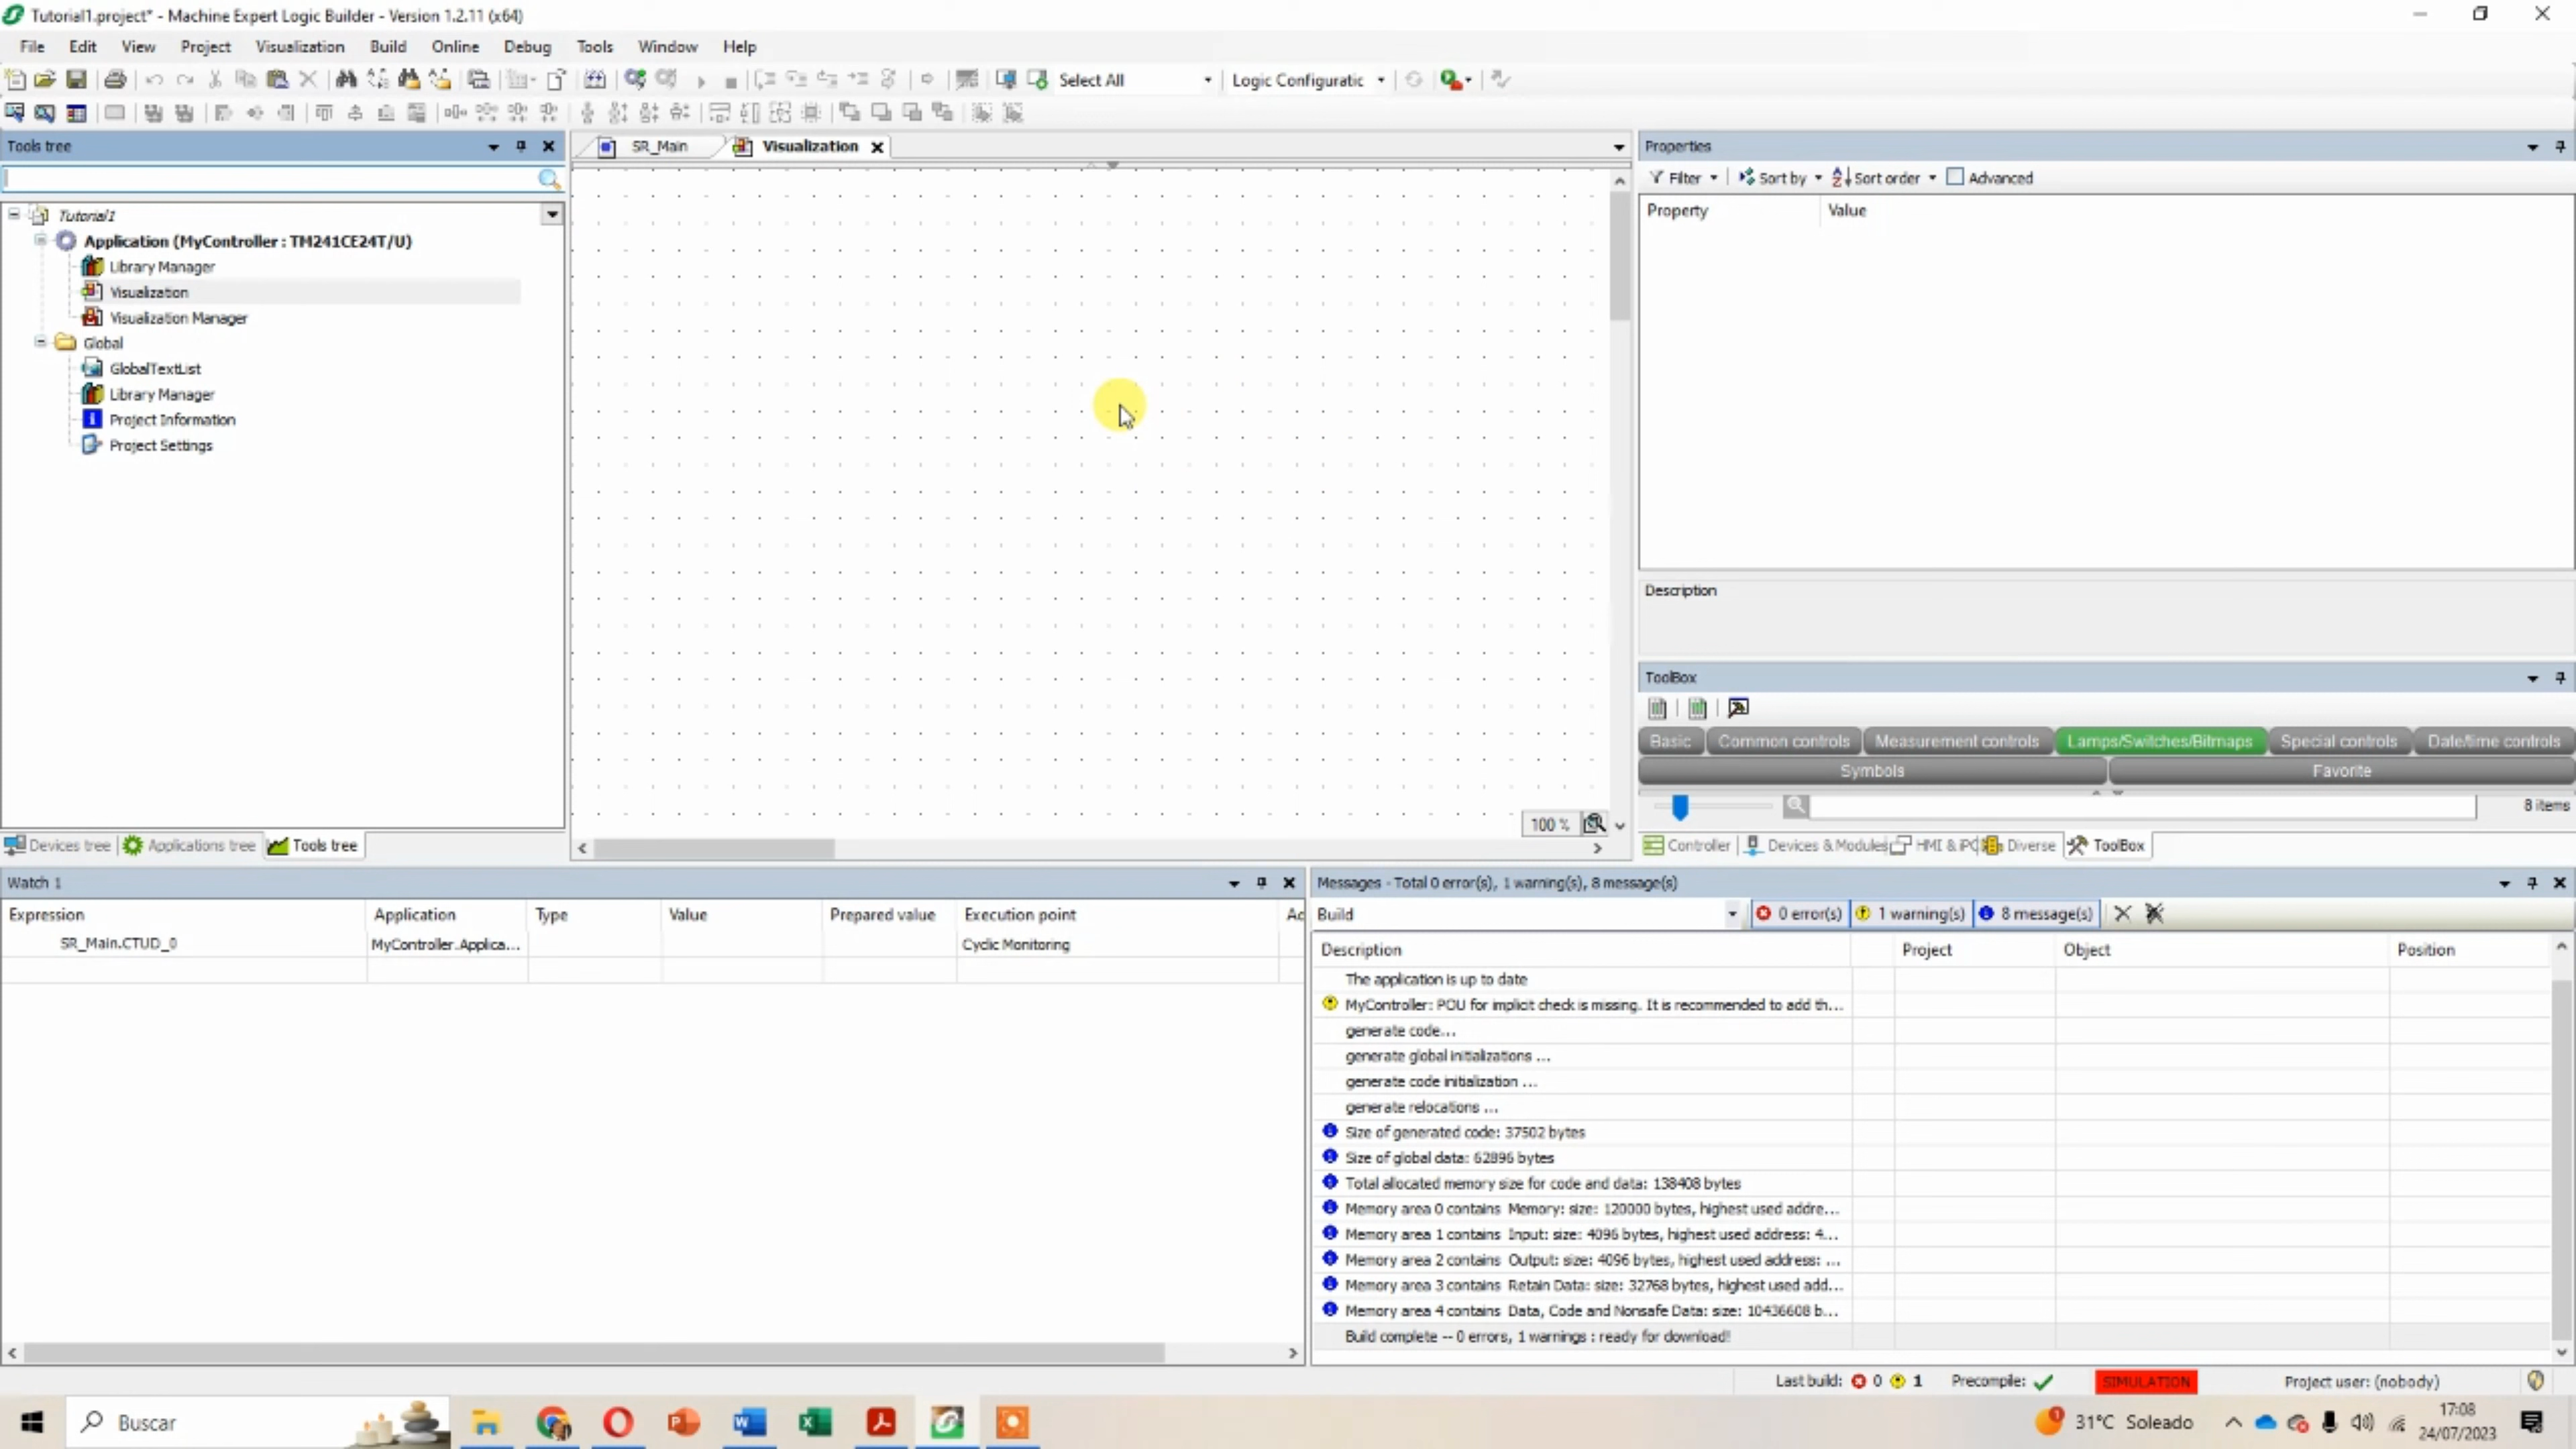 Tutorial1.project* - Machine Expert Logic Builder - Version 1.2.11 (x64)
File Edit View Project Visualization Build Online Debug Tools Window Help
Select All Logic Configuratic
Tools tree
SR_Main Visualization
Properties
Filter Sort by Sort order Advanced
Property Value
Tutorial1
Application (MyController : TM241CE24T/U)
Library Manager
Visualization
Visualization Manager
Global
GlobalTextList
Library Manager
Project Information
Project Settings
Description
ToolBox
Basic Common controls Measurement controls Lamps/Switches/Bitmaps Special controls Date/time controls
Symbols Favorite
8 items
100 %
Devices tree Applications tree Tools tree
Controller Devices & Modules HMI & iPC Diverse ToolBox
Watch 1
Expression Application Type Value Prepared value Execution point Ac
SR_Main.CTUD_0 MyController.Applica... Cyclic Monitoring
Messages - Total 0 error(s), 1 warning(s), 8 message(s)
Build 0 error(s) 1 warning(s) 8 message(s)
Description Project Object Position
The application is up to date
MyController: POU for implicit check is missing. It is recommended to add th...
generate code...
generate global initializations ...
generate code initialization ...
generate relocations ...
Size of generated code: 37502 bytes
Size of global data: 62896 bytes
Total allocated memory size for code and data: 138408 bytes
Memory area 0 contains Memory: size: 120000 bytes, highest used addre...
Memory area 1 contains Input: size: 4096 bytes, highest used address: 4...
Memory area 2 contains Output: size: 4096 bytes, highest used address: ...
Memory area 3 contains Retain Data: size: 32768 bytes, highest used add...
Memory area 4 contains Data, Code and Nonsafe Data: size: 10436608 b...
Build complete -- 0 errors, 1 warnings : ready for download!
Last build: 0 1 Precompile: SIMULATION Project user: (nobody)
Buscar
31°C Soleado
17:08
24/07/2023